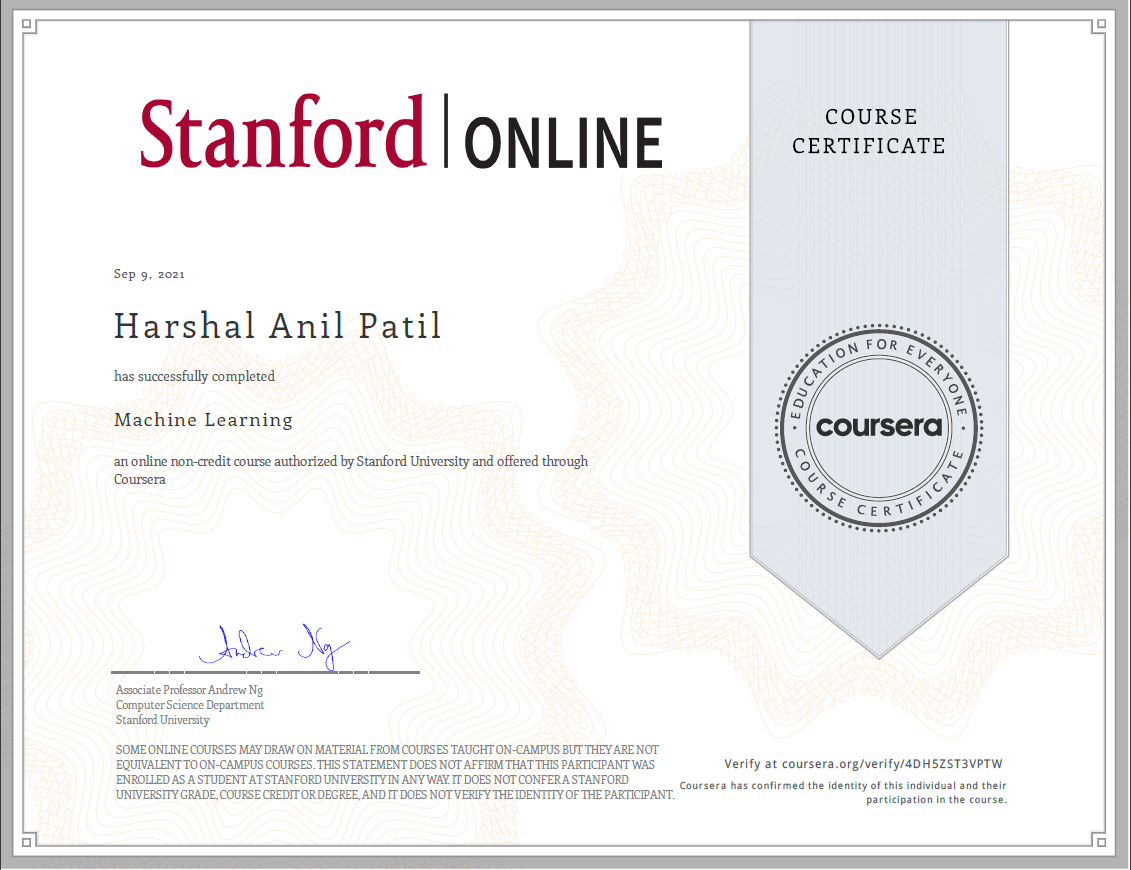 Stanford | ONLINE
COURSE
CERTIFICATE
Sep 9, 2021
Harshal Anil Patil
has successfully completed
Machine Learning
an online non-credit course authorized by Stanford University and offered through
Coursera
EDUCATION FOR EVERYONE
coursera
COURSE CERTIFICATE
Andrew Ng
Associate Professor Andrew Ng
Computer Science Department
Stanford University
SOME ONLINE COURSES MAY DRAW ON MATERIAL FROM COURSES TAUGHT ON-CAMPUS BUT THEY ARE NOT
EQUIVALENT TO ON-CAMPUS COURSES. THIS STATEMENT DOES NOT AFFIRM THAT THIS PARTICIPANT WAS
ENROLLED AS A STUDENT AT STANFORD UNIVERSITY IN ANY WAY. IT DOES NOT CONFER A STANFORD
UNIVERSITY GRADE, COURSE CREDIT OR DEGREE, AND IT DOES NOT VERIFY THE IDENTITY OF THE PARTICIPANT.
Verify at coursera.org/verify/4DH5ZST3VPTW
Coursera has confirmed the identity of this individual and their
participation in the course.